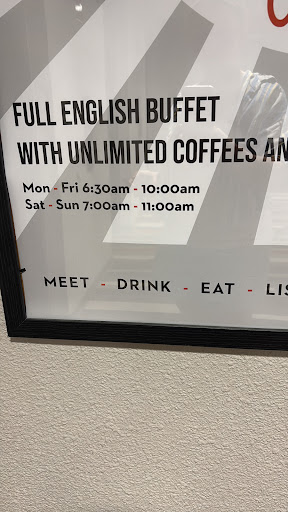 FULL ENGLISH BUFFET
WITH UNLIMITED COFFEES AN
Mon - Fri 6:30am - 10:00am
Sat - Sun 7:00am - 11:00am
MEET - DRINK - EAT - LIS